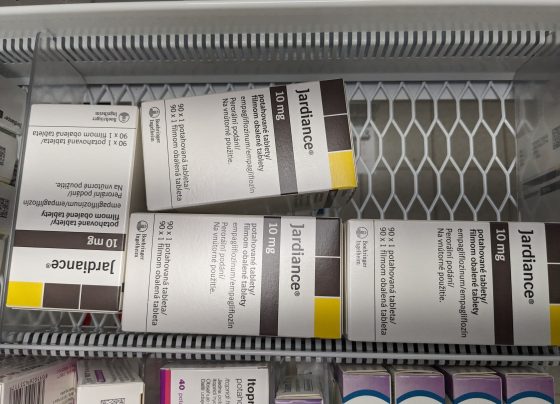 Jardiance®
10 mg
potahované tablety/
filmom obalené tablety
empagliflozinum/empagliflozín
Perorální podání/
Na vnútorné použitie.
90 x 1 potahovaná tableta/
90 x 1 filmom obalená tableta
Boehringer
Ingelheim
Jardiance®
10 mg
potahované tablety/
filmom obalené tablety
empagliflozinum/empagliflozín
Perorální podání/
Na vnútorné použitie.
90 x 1 potahovaná tableta/
90 x 1 filmom obalená tableta
Boehringer
Ingelheim
Jardiance®
10 mg
potahované tablety/
filmom obalené tablety
empagliflozinum/empagliflozín
Perorální podání/
Na vnútorné použitie.
90 x 1 potahovaná tableta/
90 x 1 filmom obalená tableta
Boehringer
Ingelheim
Jardiance®
10 mg
potahované tablety/
filmom obalené tablety
empagliflozinum/empagliflozín
Perorální podání/
Na vnútorné použitie.
90 x 1 potahovaná tableta/
90 x 1 filmom obalená tableta
Boehringer
Ingelheim
40